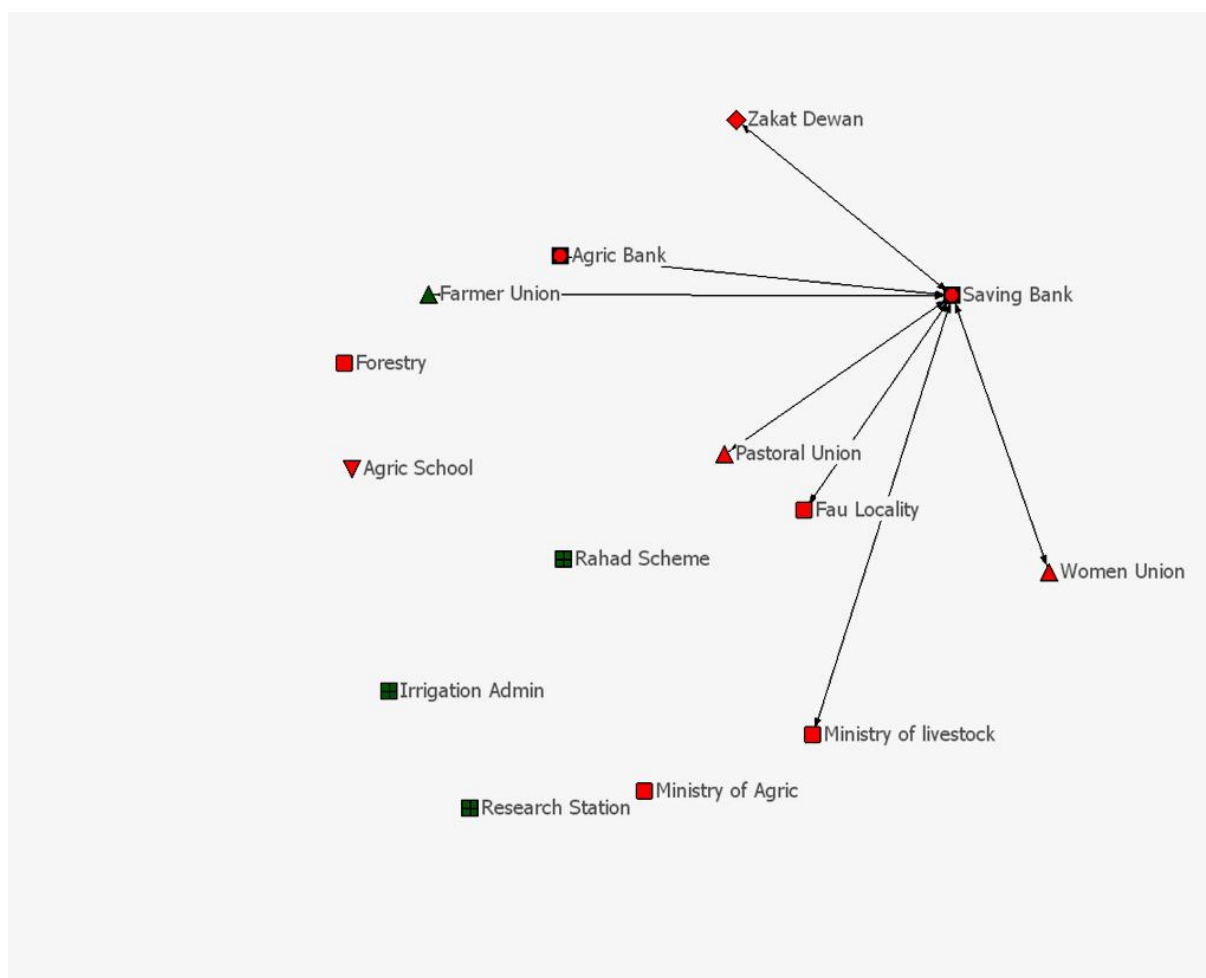 Zakat Dewan
Agric Bank
Farmer Union
Saving Bank
Forestry
Pastoral Union
Agric School
Fau Locality
Rahad Scheme
Women Union
Irrigation Admin
Ministry of livestock
Ministry of Agric
Research Station